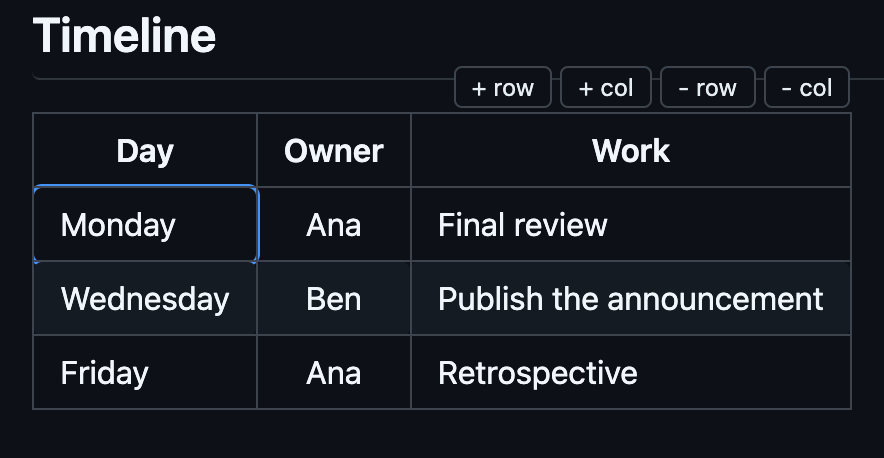 Timeline
+ row + col - row - col
Day Owner Work
Monday Ana Final review
Wednesday Ben Publish the announcement
Friday Ana Retrospective